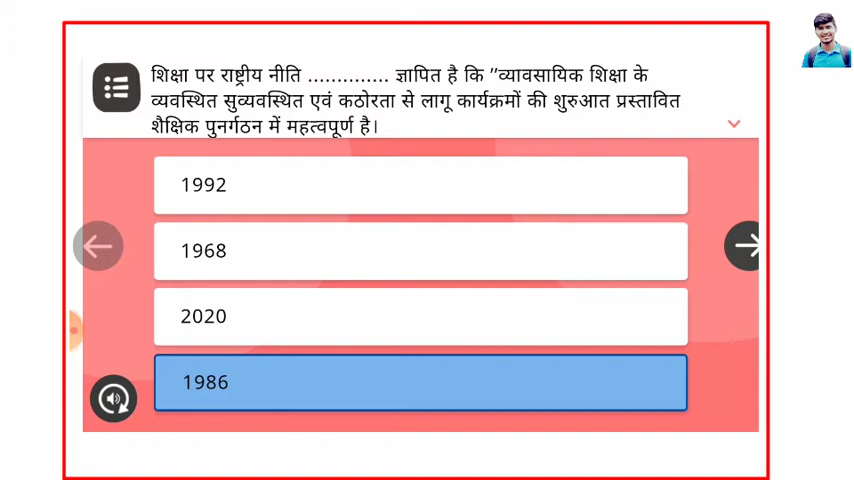 शिक्षा पर राष्ट्रीय नीति .............. ज्ञापित है कि ''व्यावसायिक शिक्षा के
व्यवस्थित सुव्यवस्थित एवं कठोरता से लागू कार्यक्रमों की शुरुआत प्रस्तावित
शैक्षिक पुनर्गठन में महत्वपूर्ण है।
1992
1968
2020
1986